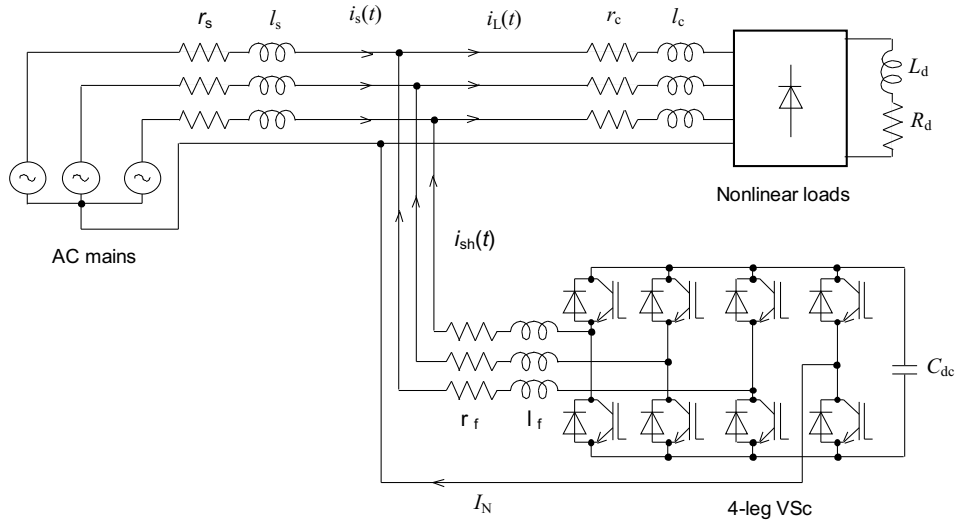 r_s l_s i_s(t) i_L(t) r_c l_c
L_d
R_d
Nonlinear loads
AC mains
i_sh(t)
C_dc
r_f l_f
I_N
4-leg VSc